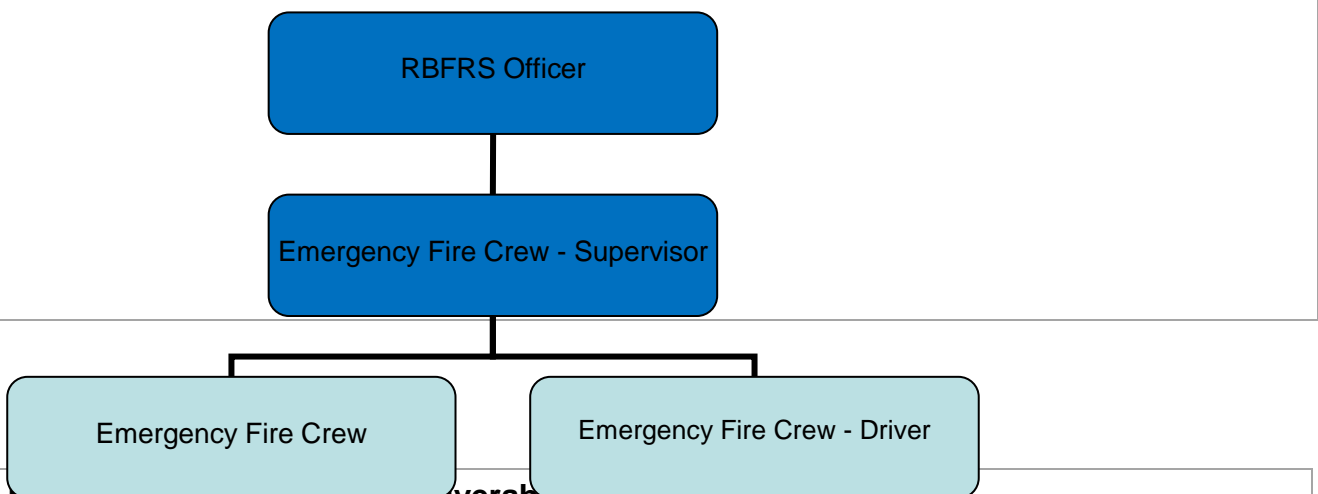 RBFRS Officer
Emergency Fire Crew - Supervisor
Emergency Fire Crew
Emergency Fire Crew - Driver